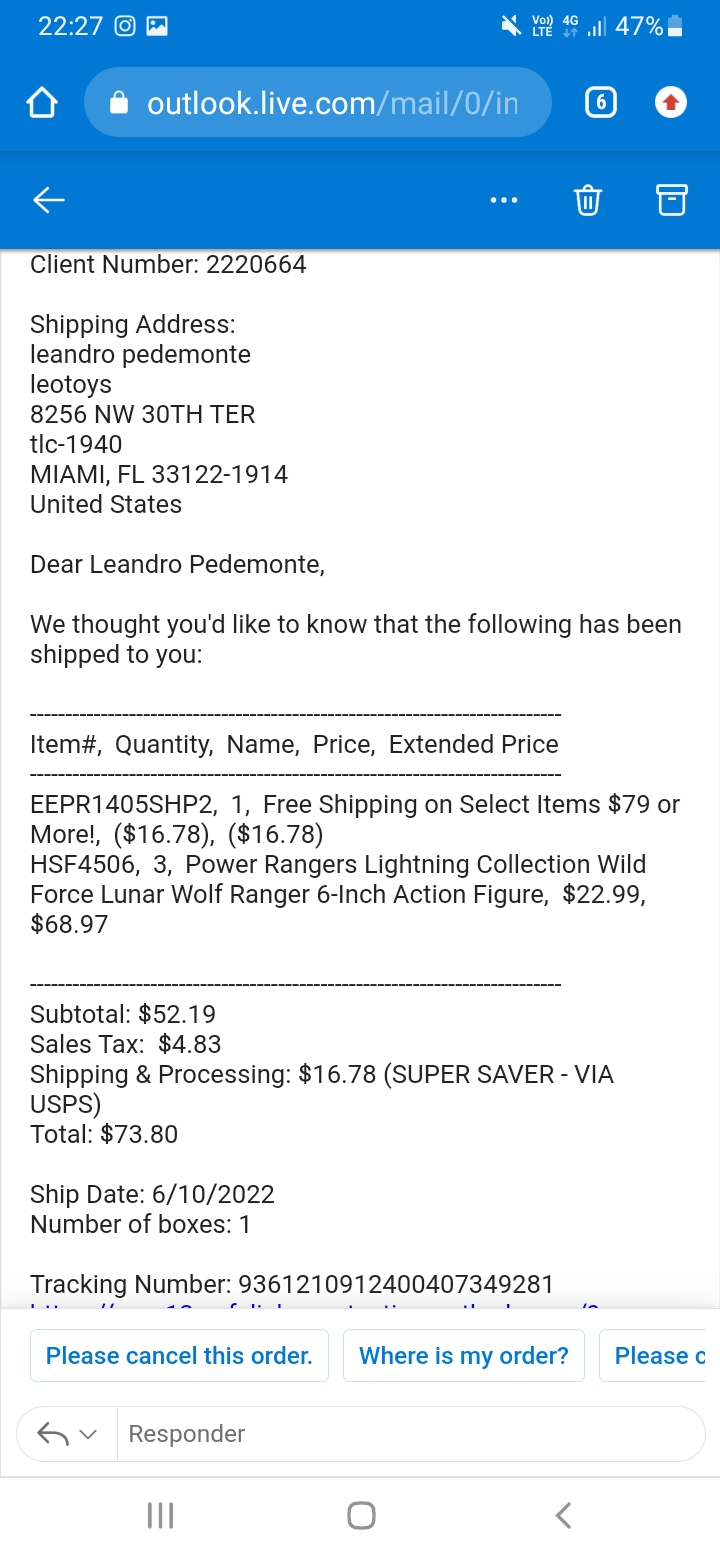 22:27
Vo)) LTE 4G 47%
outlook.live.com/mail/0/in
6
Client Number: 2220664
Shipping Address:
leandro pedemonte
leotoys
8256 NW 30TH TER
tlc-1940
MIAMI, FL 33122-1914
United States
Dear Leandro Pedemonte,
We thought you'd like to know that the following has been
shipped to you:
----------------------------------------------------------------------------
Item#,  Quantity,  Name,  Price,  Extended Price
----------------------------------------------------------------------------
EEPR1405SHP2,  1,  Free Shipping on Select Items $79 or
More!,  ($16.78),  ($16.78)
HSF4506,  3,  Power Rangers Lightning Collection Wild
Force Lunar Wolf Ranger 6-Inch Action Figure,  $22.99,
$68.97
----------------------------------------------------------------------------
Subtotal: $52.19
Sales Tax:  $4.83
Shipping & Processing: $16.78 (SUPER SAVER - VIA
USPS)
Total: $73.80
Ship Date: 6/10/2022
Number of boxes: 1
Tracking Number: 9361210912400407349281
Please cancel this order.
Where is my order?
Please c
Responder